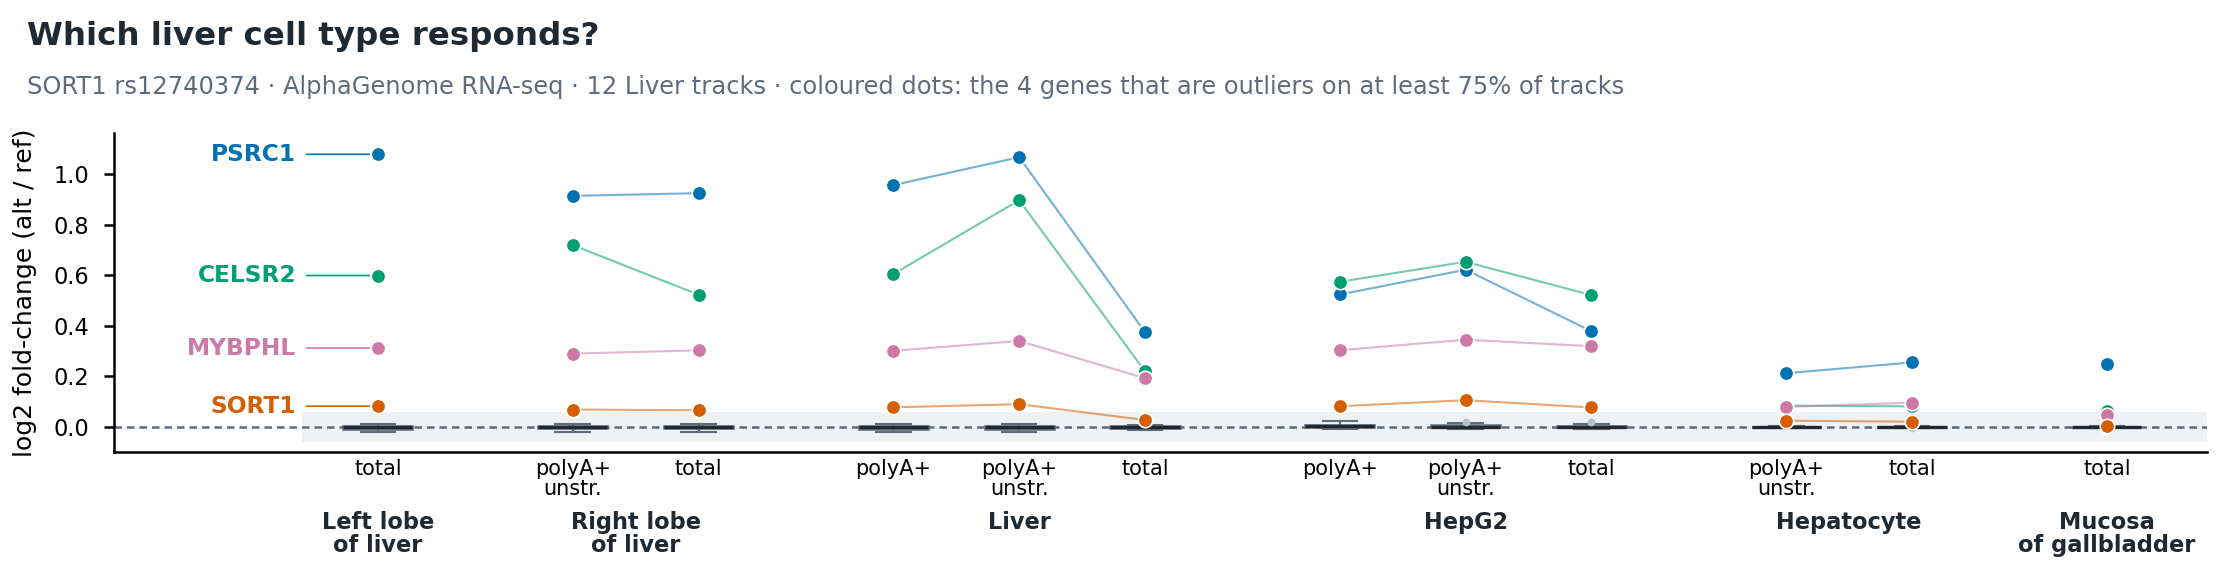 Which liver cell type responds?
SORT1 rs12740374 · AlphaGenome RNA-seq · 12 Liver tracks · coloured dots: the 4 genes that are outliers on at least 75% of tracks
log2 fold-change (alt / ref)
1.0
0.8
0.6
0.4
0.2
0.0
PSRC1
CELSR2
MYBPHL
SORT1
total
polyA+
unstr.
total
polyA+
polyA+
unstr.
total
polyA+
polyA+
unstr.
total
polyA+
unstr.
total
total
Left lobe
of liver
Right lobe
of liver
Liver
HepG2
Hepatocyte
Mucosa
of gallbladder